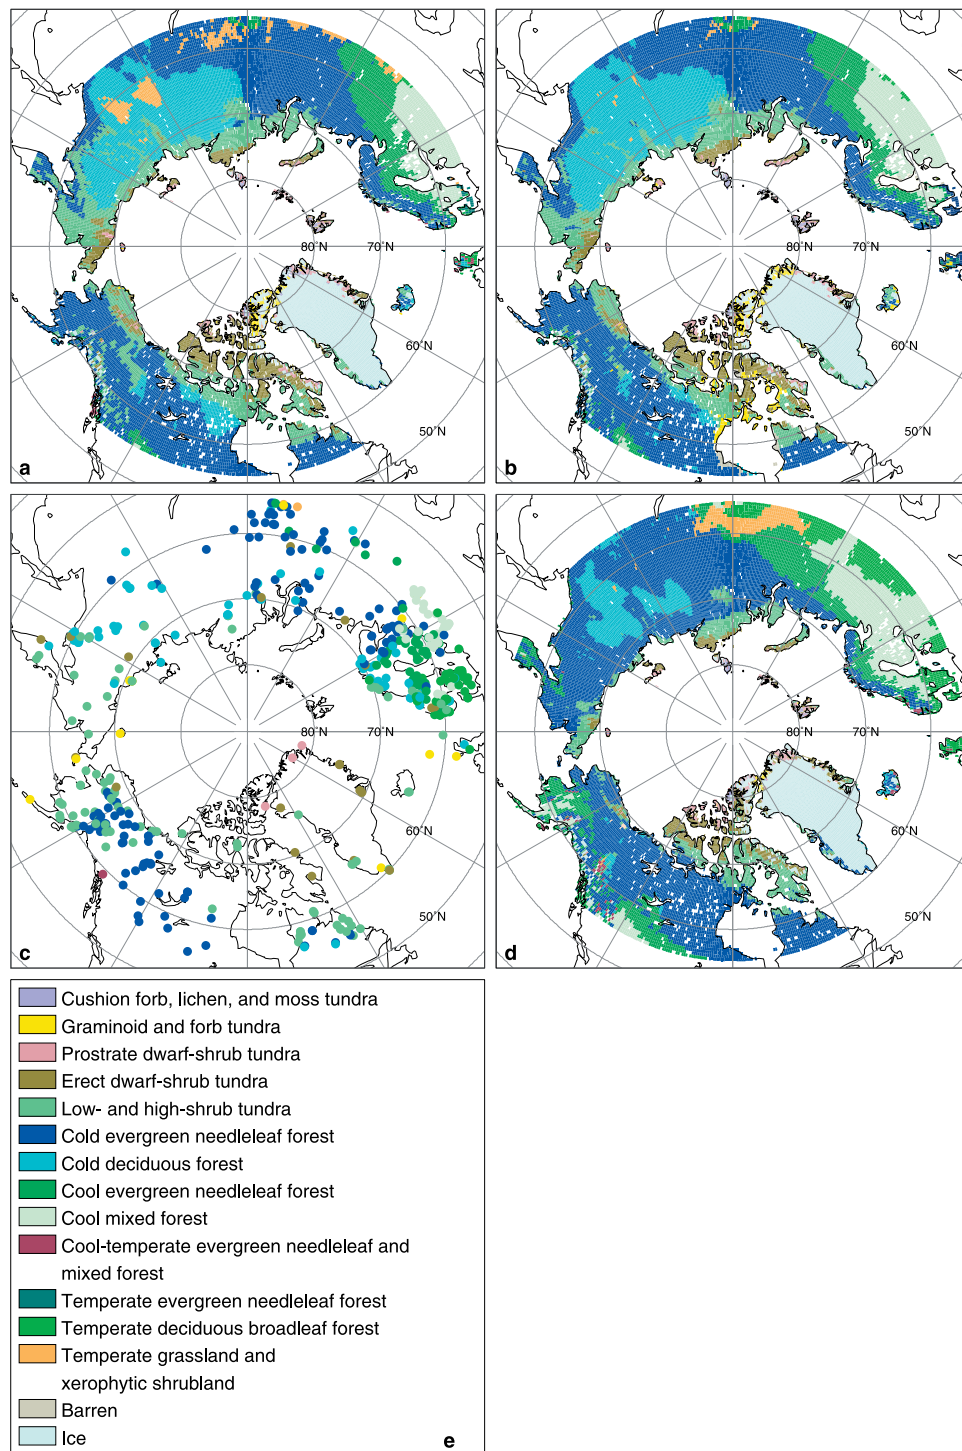 80°N
70°N
60°N
50°N
a
80°N
70°N
60°N
50°N
b
80°N
70°N
60°N
50°N
c
80°N
70°N
60°N
50°N
d
Cushion forb, lichen, and moss tundra
Graminoid and forb tundra
Prostrate dwarf-shrub tundra
Erect dwarf-shrub tundra
Low- and high-shrub tundra
Cold evergreen needleleaf forest
Cold deciduous forest
Cool evergreen needleleaf forest
Cool mixed forest
Cool-temperate evergreen needleleaf and
mixed forest
Temperate evergreen needleleaf forest
Temperate deciduous broadleaf forest
Temperate grassland and
xerophytic shrubland
Barren
Ice
e